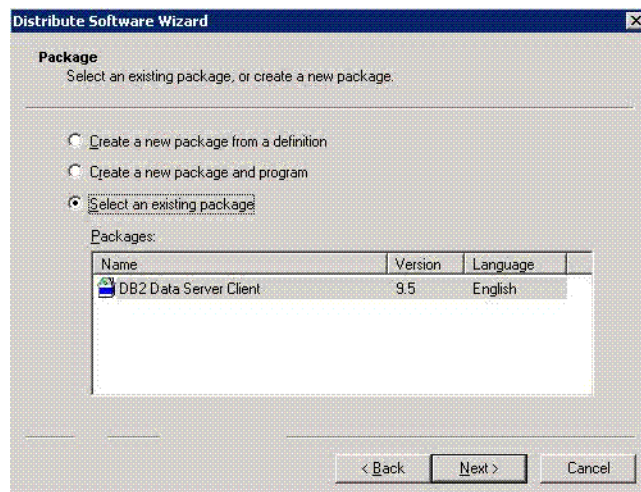 Distribute Software Wizard
Package
Select an existing package, or create a new package.
Create a new package from a definition
Create a new package and program
Select an existing package
Packages:
Name Version Language
DB2 Data Server Client 9.5 English
< Back Next > Cancel